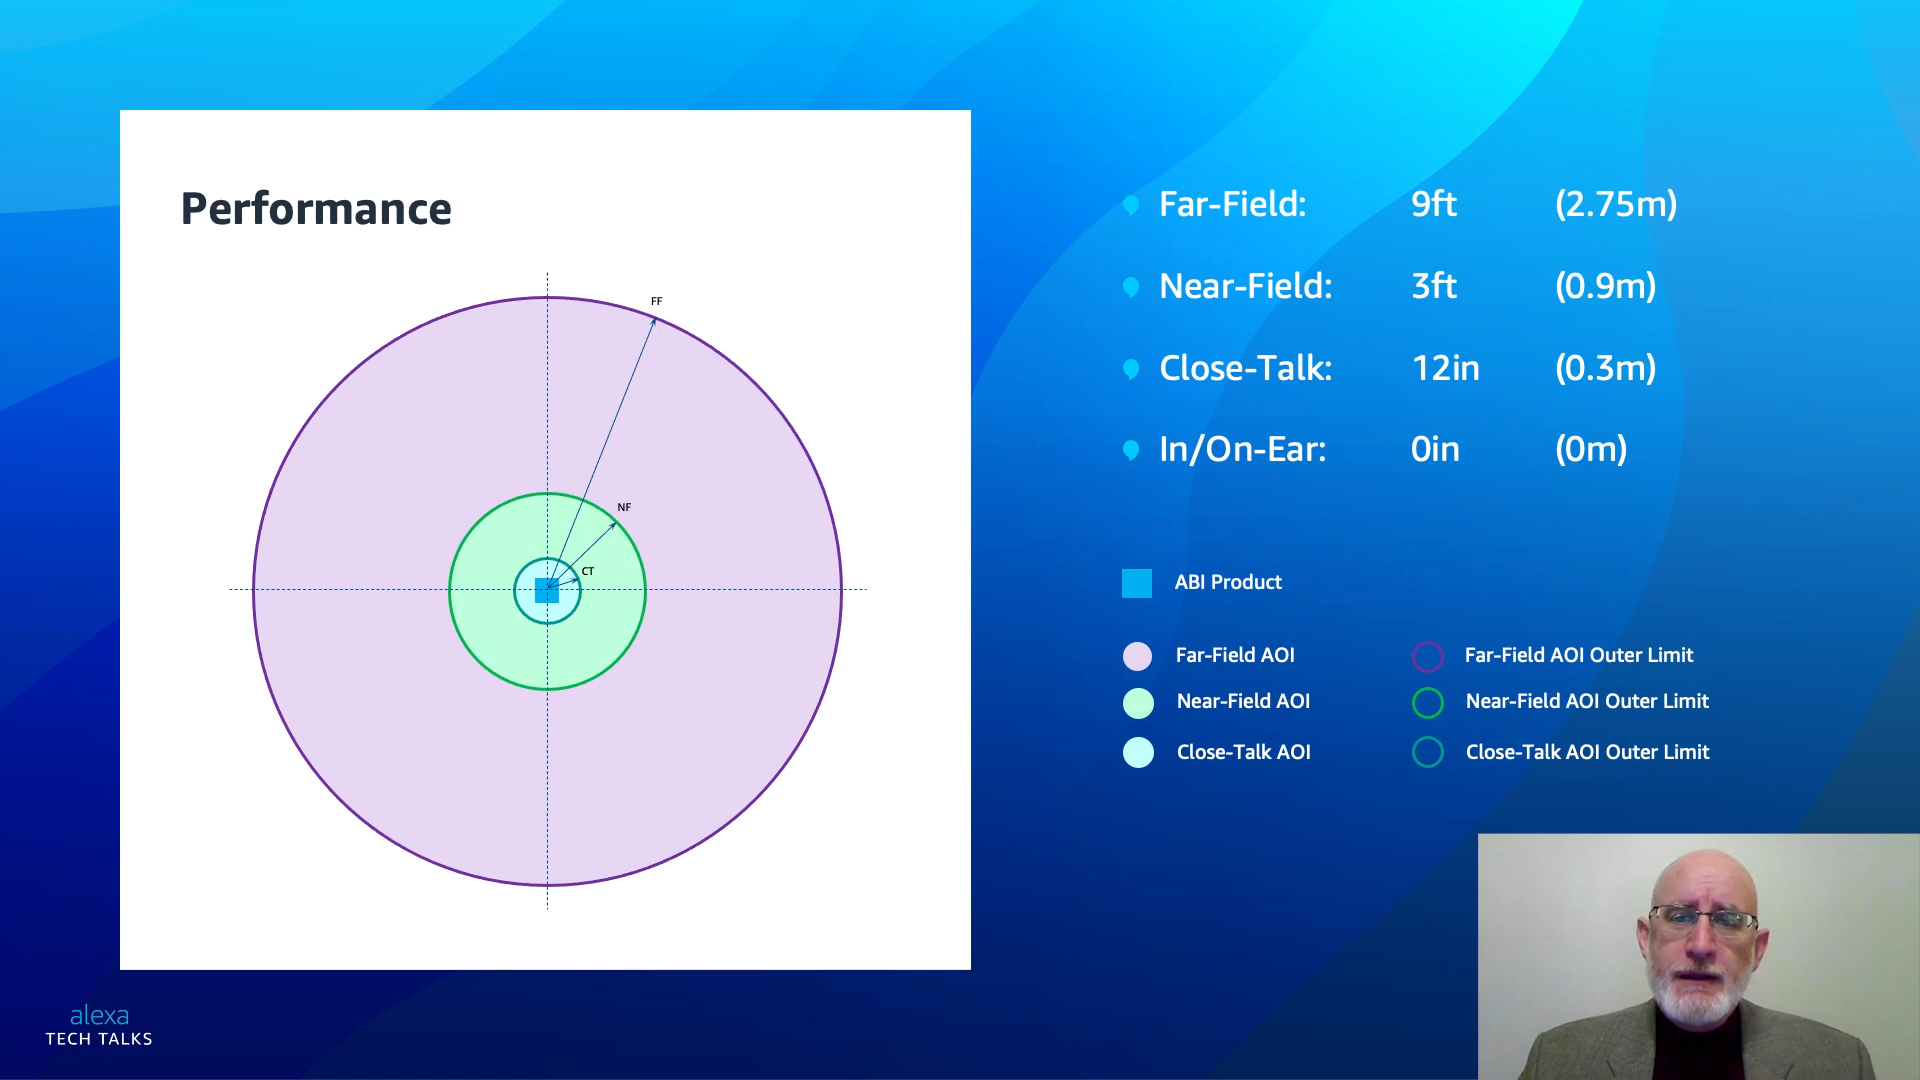 Performance
FF
NF
CT
Far-Field: 9ft (2.75m)
Near-Field: 3ft (0.9m)
Close-Talk: 12in (0.3m)
In/On-Ear: 0in (0m)
ABI Product
Far-Field AOI Far-Field AOI Outer Limit
Near-Field AOI Near-Field AOI Outer Limit
Close-Talk AOI Close-Talk AOI Outer Limit
alexa
TECH TALKS